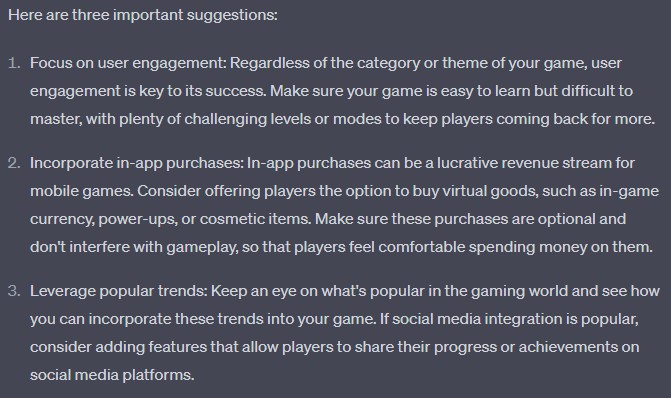 Here are three important suggestions:
1. Focus on user engagement: Regardless of the category or theme of your game, user
engagement is key to its success. Make sure your game is easy to learn but difficult to
master, with plenty of challenging levels or modes to keep players coming back for more.
2. Incorporate in-app purchases: In-app purchases can be a lucrative revenue stream for
mobile games. Consider offering players the option to buy virtual goods, such as in-game
currency, power-ups, or cosmetic items. Make sure these purchases are optional and
don't interfere with gameplay, so that players feel comfortable spending money on them.
3. Leverage popular trends: Keep an eye on what's popular in the gaming world and see how
you can incorporate these trends into your game. If social media integration is popular,
consider adding features that allow players to share their progress or achievements on
social media platforms.